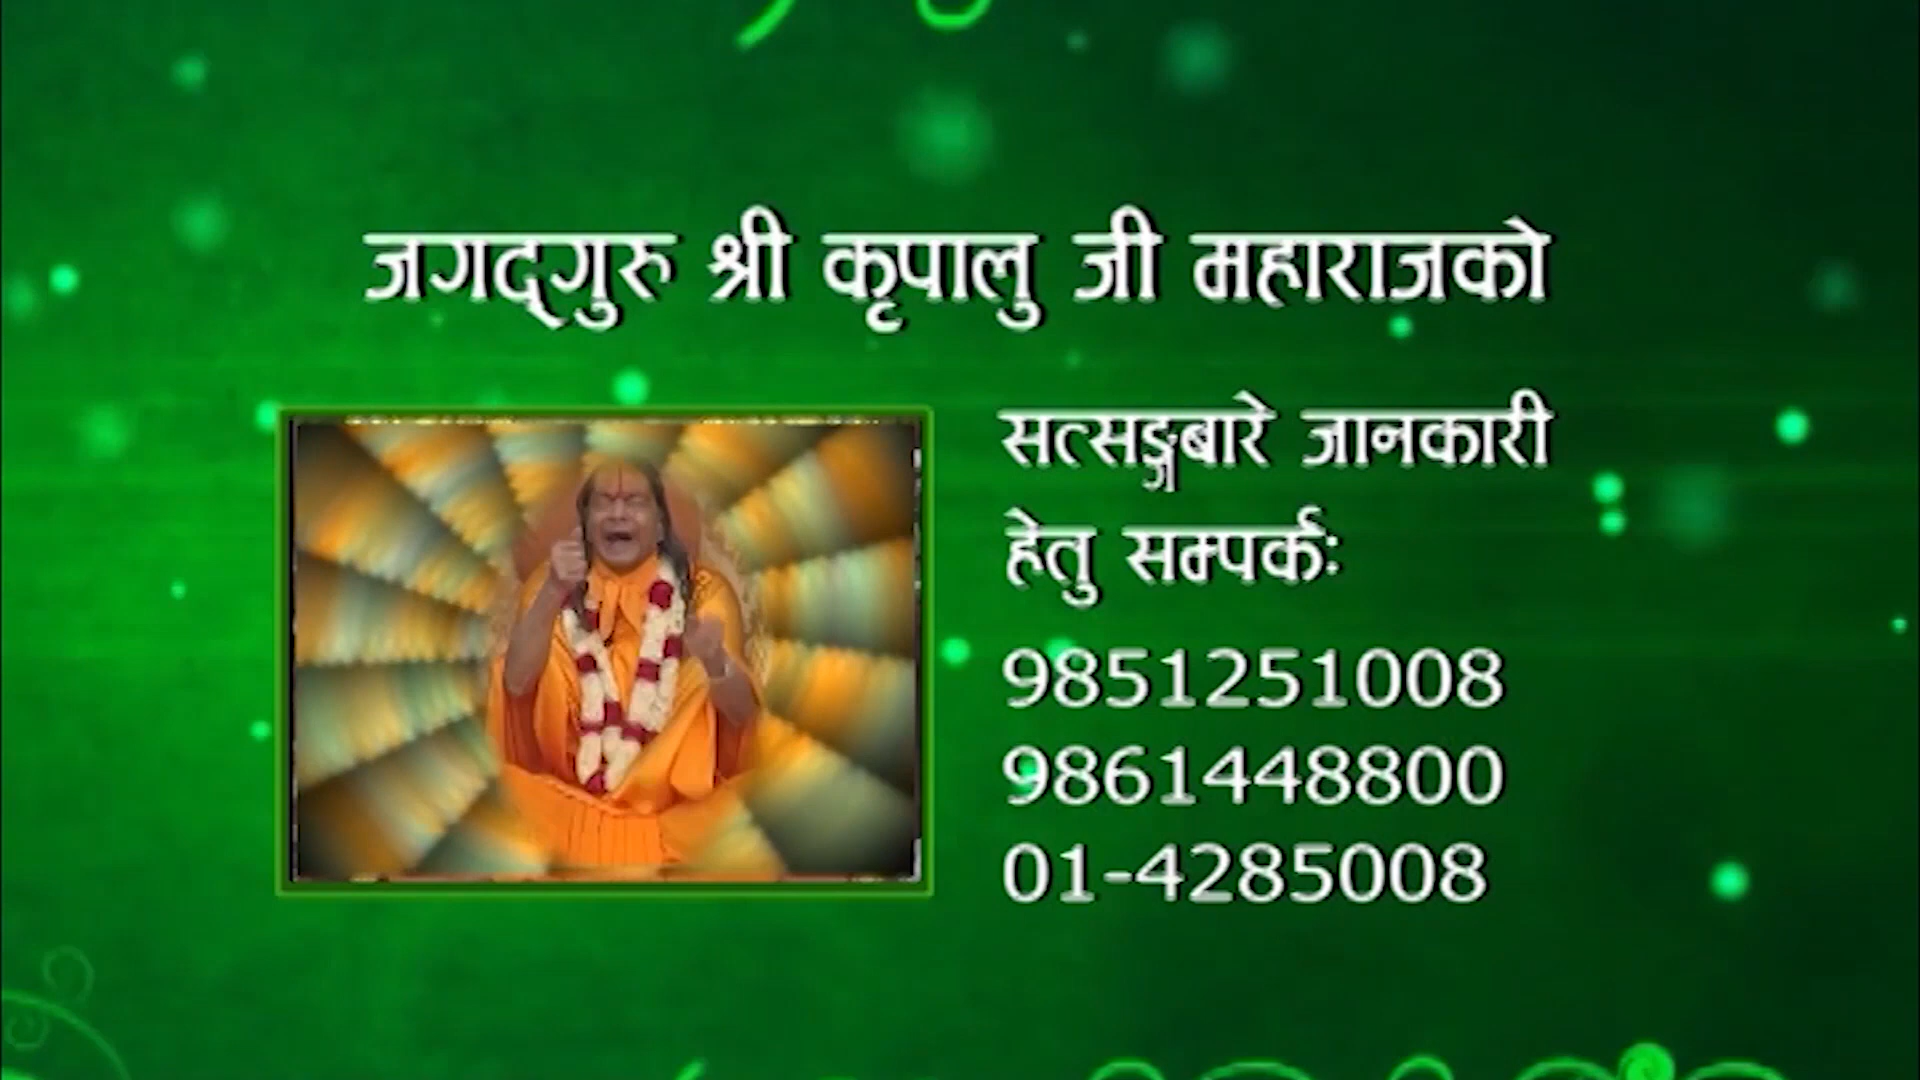 जगद्गुरु श्री कृपालु जी महाराजको
सत्सङ्गबारे जानकारी
हेतु सम्पर्कः
9851251008
9861448800
01-4285008